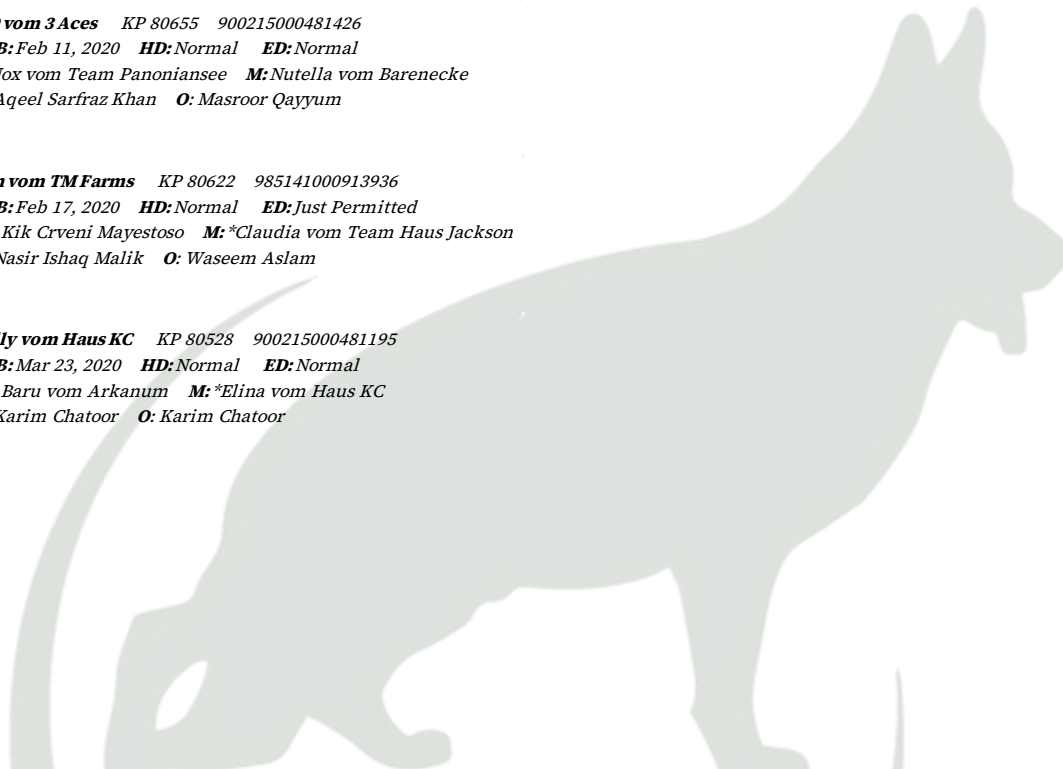 vom 3 Aces KP 80655 900215000481426
B: Feb 11, 2020 HD: Normal ED: Normal
vom Team Panoniansee M: Nutella vom Barenecke
Aqeel Sarfraz Khan O: Masroor Qayyum
vom TM Farms KP 80622 985141000913936
B: Feb 17, 2020 HD: Normal ED: Just Permitted
Kik Crveni Mayestoso M: *Claudia vom Team Haus Jackson
Nasir Ishaq Malik O: Waseem Aslam
lly vom Haus KC KP 80528 900215000481195
B: Mar 23, 2020 HD: Normal ED: Normal
Baru vom Arkanum M: *Elina vom Haus KC
Karim Chatoor O: Karim Chatoor